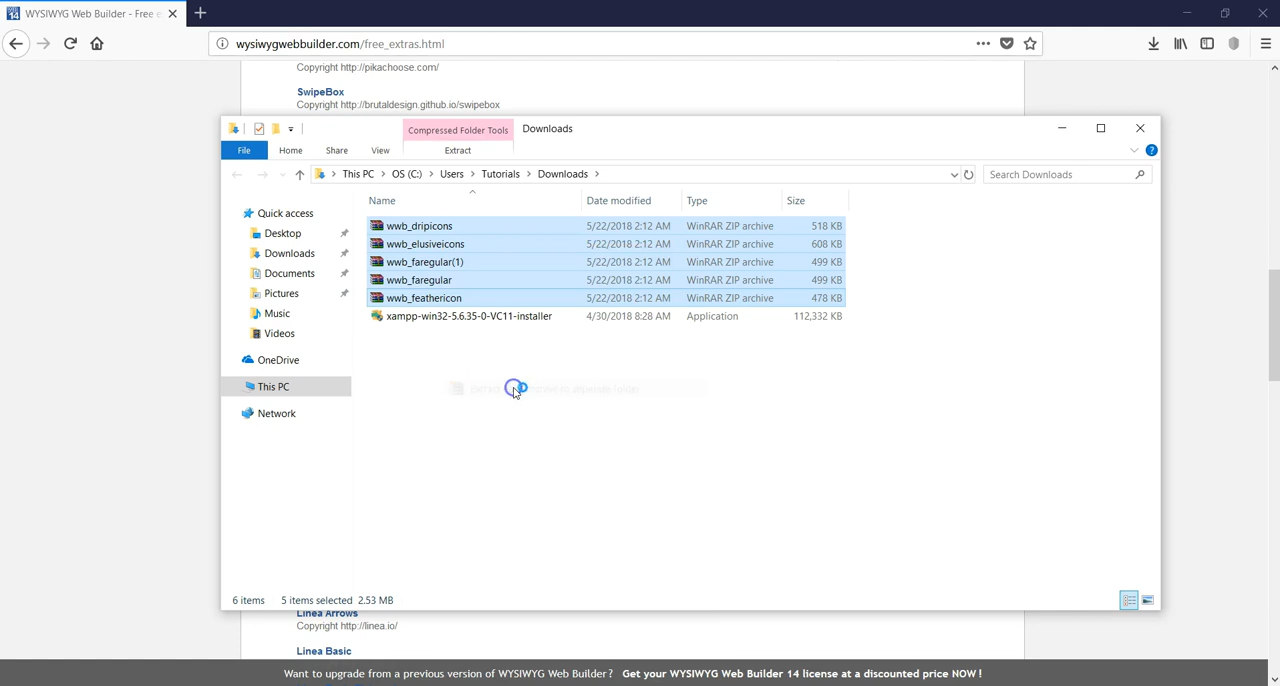 WYSIWYG Web Builder - Free e
wysiwygwebbuilder.com/free_extras.html
Copyright http://pikachoose.com/
SwipeBox
Copyright http://brutaldesign.github.io/swipebox
Compressed Folder Tools
Downloads
File
Home
Share
View
Extract
This PC > OS (C:) > Users > Tutorials > Downloads >
Search Downloads
Name
Date modified
Type
Size
Quick access
Desktop
Downloads
Documents
Pictures
Music
Videos
OneDrive
This PC
Network
wwb_dripicons 5/22/2018 2:12 AM WinRAR ZIP archive 518 KB
wwb_elusiveicons 5/22/2018 2:12 AM WinRAR ZIP archive 608 KB
wwb_faregular(1) 5/22/2018 2:12 AM WinRAR ZIP archive 499 KB
wwb_faregular 5/22/2018 2:12 AM WinRAR ZIP archive 499 KB
wwb_feathericon 5/22/2018 2:12 AM WinRAR ZIP archive 478 KB
xampp-win32-5.6.35-0-VC11-installer 4/30/2018 8:28 AM Application 112,332 KB
to separate folder
6 items 5 items selected 2.53 MB
Linea Arrows
Copyright http://linea.io/
Linea Basic
Want to upgrade from a previous version of WYSIWYG Web Builder? Get your WYSIWYG Web Builder 14 license at a discounted price NOW!